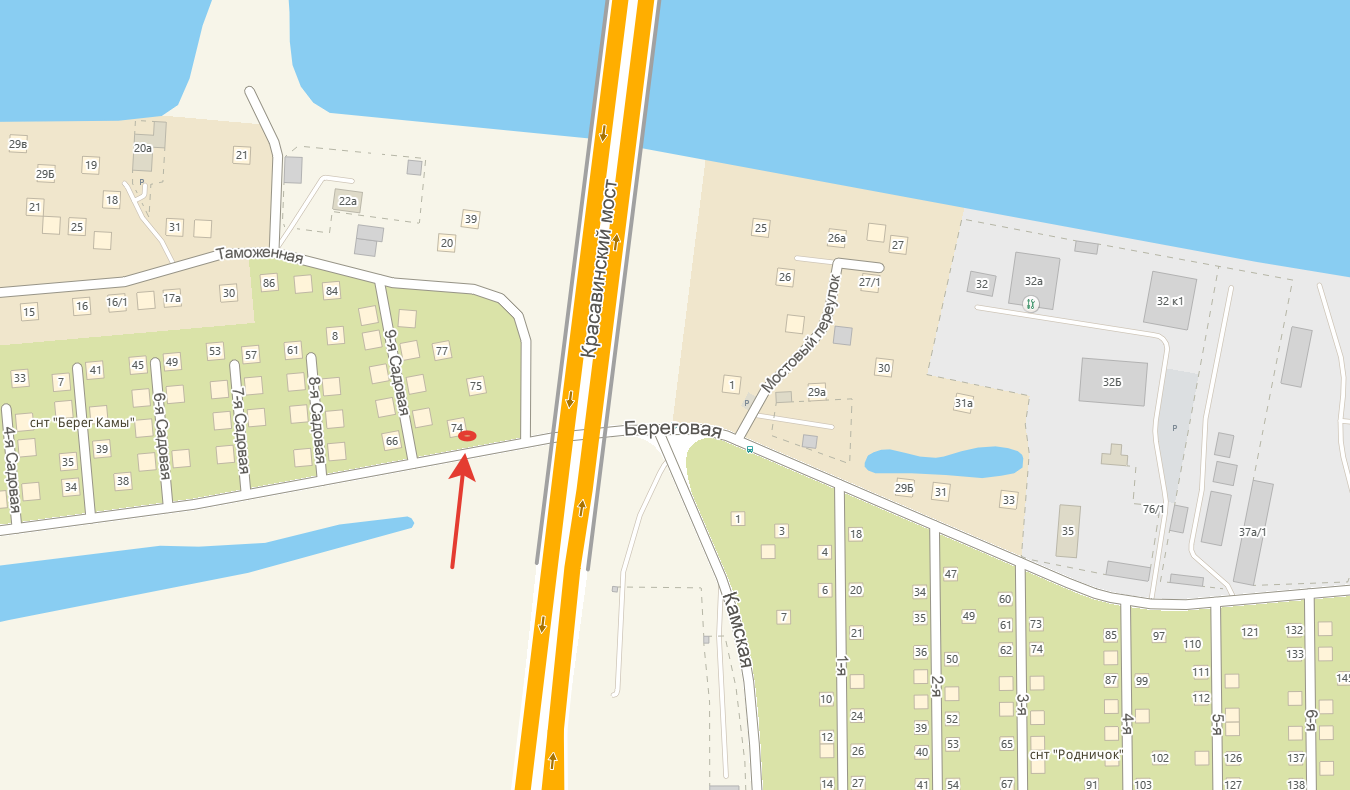 29в
20а
21
19
29Б
18
22а
21
25
31
39
20
Р
Таможенная
86
84
30
17а
16/1
16
15
8
53
57
61
77
49
45
41
7
33
75
9-я Садовая
8-я Садовая
7-я Садовая
6-я Садовая
4-я Садовая
снт "Берег Камы"
74
66
39
35
38
34
Красавинский мост
25
26а
27
26
27/1
32
32а
32 к1
Мостовый переулок
30
1
29а
Р
31а
32Б
Р
Береговая
29Б
31
33
35
76/1
37а/1
1
3
18
4
6
20
7
21
Камская
1-я
10
24
12
26
14
27
47
34
35
49
36
50
2-я
52
39
53
40
41
54
60
61
73
62
74
3-я
65
67
снт "Родничок"
85
97
110
87
99
111
112
4-я
102
91
103
121
132
133
5-я
6-я
126
137
127
138
145